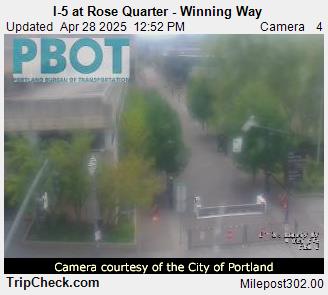 I-5 at Rose Quarter - Winning Way
Updated Apr 28 2025 12:52 PM Camera 4
PBOT
PORTLAND BUREAU OF TRANSPORTATION
Camera courtesy of the City of Portland
TripCheck.com Milepost302.00